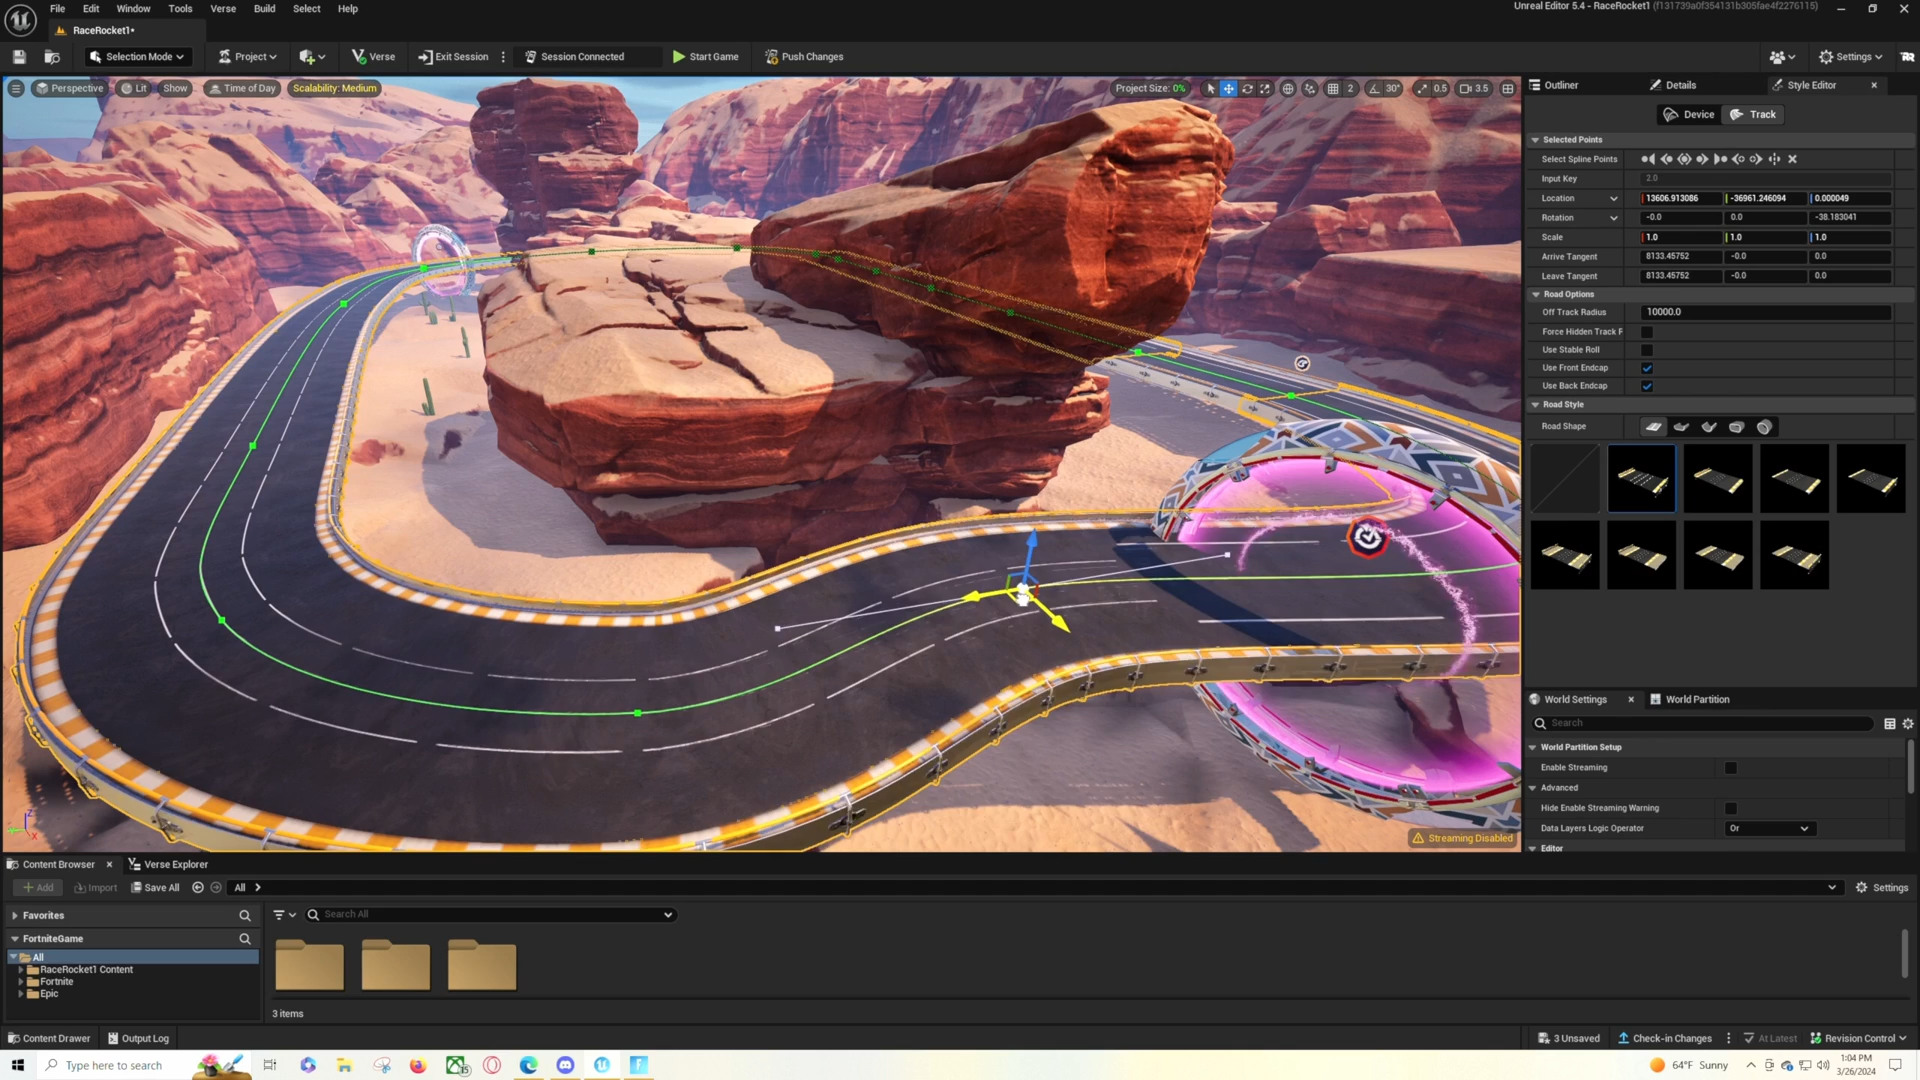 File Edit Window Tools Verse Build Select Help
Unreal Editor 5.4 - RaceRocket1 (f131739a0f354131b305fae4f2276115)
RaceRocket1*
Selection Mode Project Verse Exit Session Session Connected Start Game Push Changes Settings
Perspective Lit Show Time of Day Scalability: Medium Project Size: 0% 2 30° 0.5 3.5
Outliner Details Style Editor
Device Track
Selected Points
Select Spline Points
Input Key 2.0
Location 13606.913086 -36961.246094 0.000049
Rotation -0.0 0.0 -38.183041
Scale 1.0 1.0 1.0
Arrive Tangent 8133.45752 -0.0 0.0
Leave Tangent 8133.45752 -0.0 0.0
Road Options
Off Track Radius 10000.0
Force Hidden Track F
Use Stable Roll
Use Front Endcap
Use Back Endcap
Road Style
Road Shape
World Settings World Partition
Search
World Partition Setup
Enable Streaming
Advanced
Hide Enable Streaming Warning
Data Layers Logic Operator Or
Editor
Z
X
Streaming Disabled
Content Browser Verse Explorer
Add Import Save All All Settings
Favorites Search All
FortniteGame
All
RaceRocket1 Content
Fortnite
Epic
3 items
Content Drawer Output Log 3 Unsaved Check-in Changes At Latest Revision Control
Type here to search 15 64°F Sunny 1:04 PM
3/26/2024